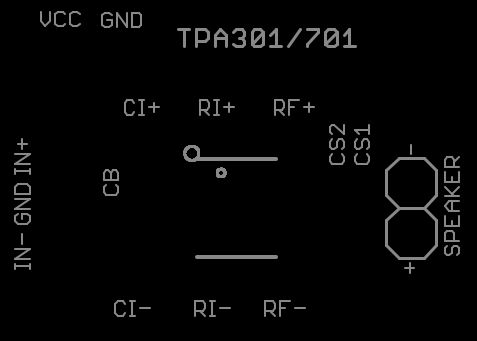 VCC GND
TPA301/701
CI+ RI+ RF+
CS2
CS1
-
IN- GND IN+
CB
SPEAKER
+
CI- RI- RF-